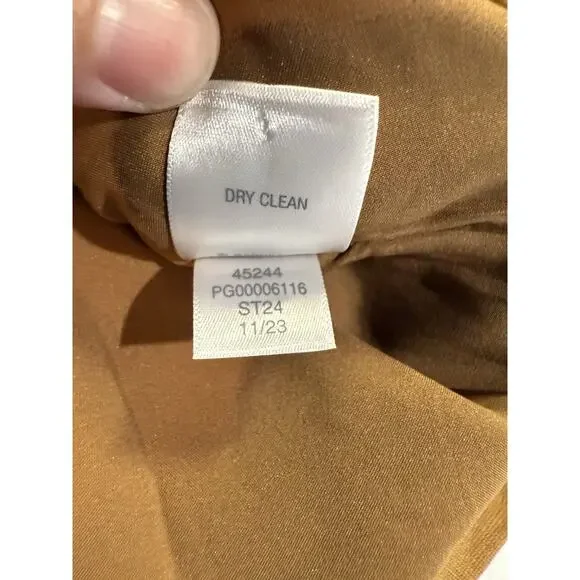 DRY CLEAN
45244
PG00006116
ST24
11/23